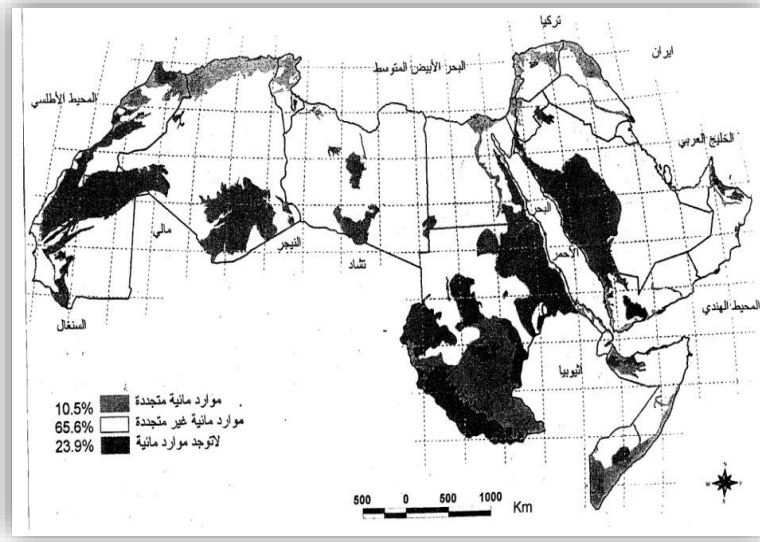 تركيا
ايران
البحر الأبيض المتوسط
المحيط الأطلسي
الخليج العربي
البحر
الاحمر
مالي
النيجر
تشاد
السنغال
المحيط الهندي
أثيوبيا
موارد مائية متجددة 10.5%
موارد مائية غير متجددة 65.6%
لاتوجد موارد مائية 23.9%
500 0 500 1000 Km